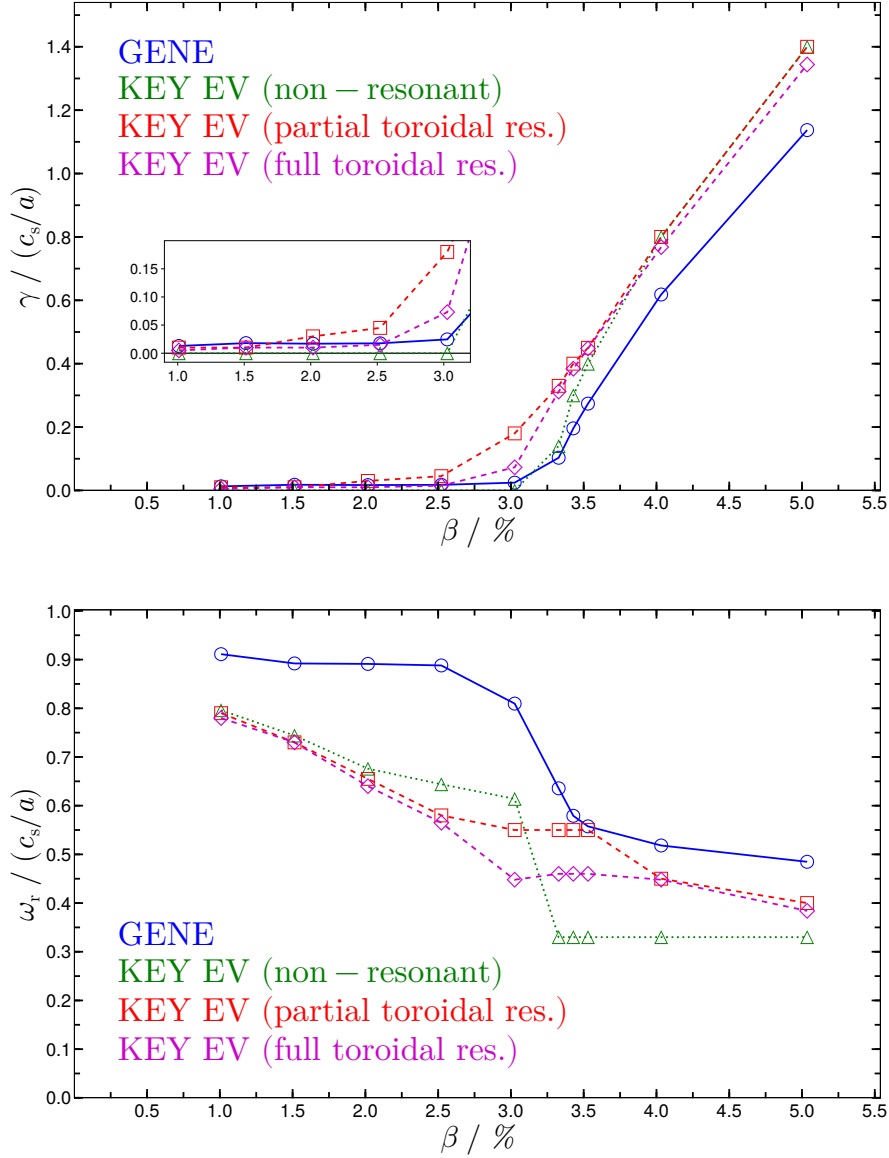 1.4
GENE
KEY EV (non − resonant)
1.2
KEY EV (partial toroidal res.)
KEY EV (full toroidal res.)
1.0
γ / (c_s/a)
0.8
0.15
0.6
0.10
0.05
0.4
0.00
1.0 1.5 2.0 2.5 3.0
0.2
0.0
0.5 1.0 1.5 2.0 2.5 3.0 3.5 4.0 4.5 5.0 5.5
β / %
1.0
0.9
0.8
0.7
0.6
ω_r / (c_s/a)
0.5
0.4
GENE
0.3
KEY EV (non − resonant)
0.2
KEY EV (partial toroidal res.)
0.1
KEY EV (full toroidal res.)
0.0
0.5 1.0 1.5 2.0 2.5 3.0 3.5 4.0 4.5 5.0 5.5
β / %